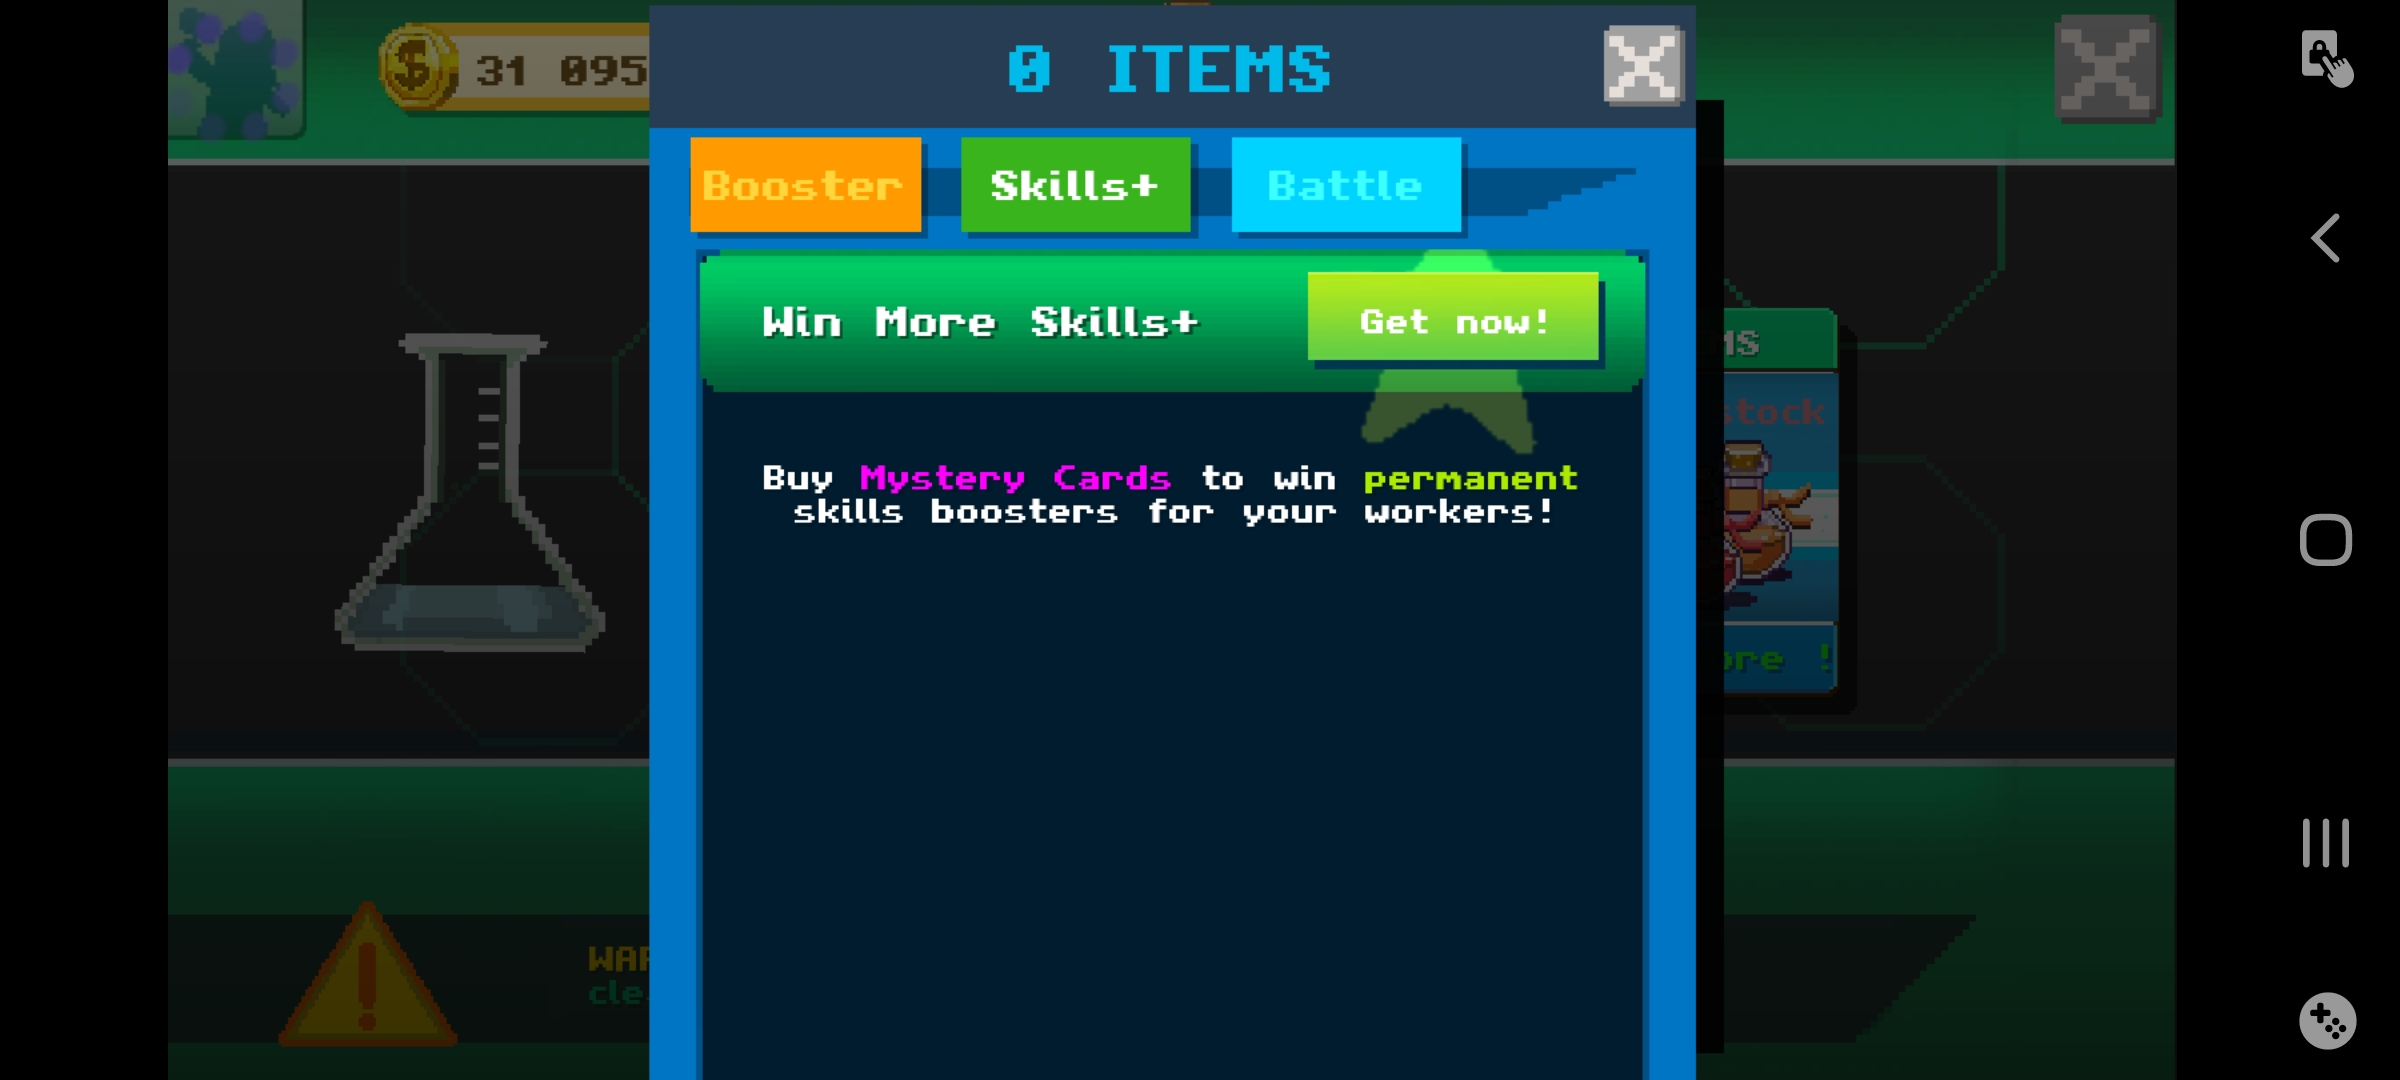 31 095
0 ITEMS
Booster
Skills+
Battle
Win More Skills+
Get now!
Buy Mystery Cards to win permanent
skills boosters for your workers!